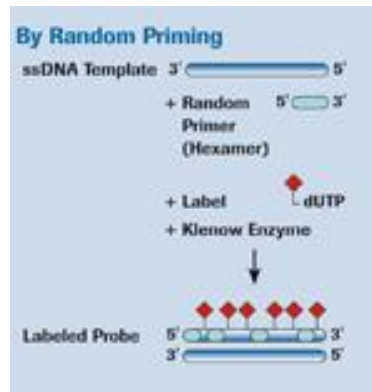 By Random Priming
ssDNA Template 3' 5'
+ Random 5' 3'
Primer
(Hexamer)
+ Label dUTP
+ Klenow Enzyme
Labeled Probe 5' 3'
3' 5'